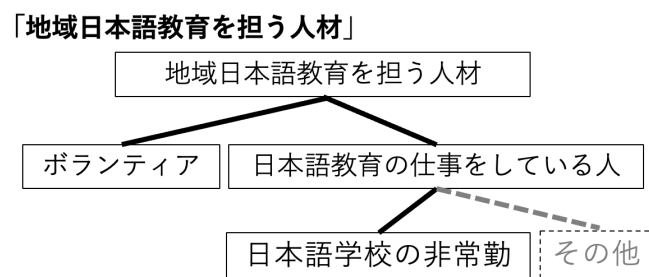 「地域日本語教育を担う人材」
地域日本語教育を担う人材
ボランティア
日本語教育の仕事をしている人
日本語学校の非常勤
その他